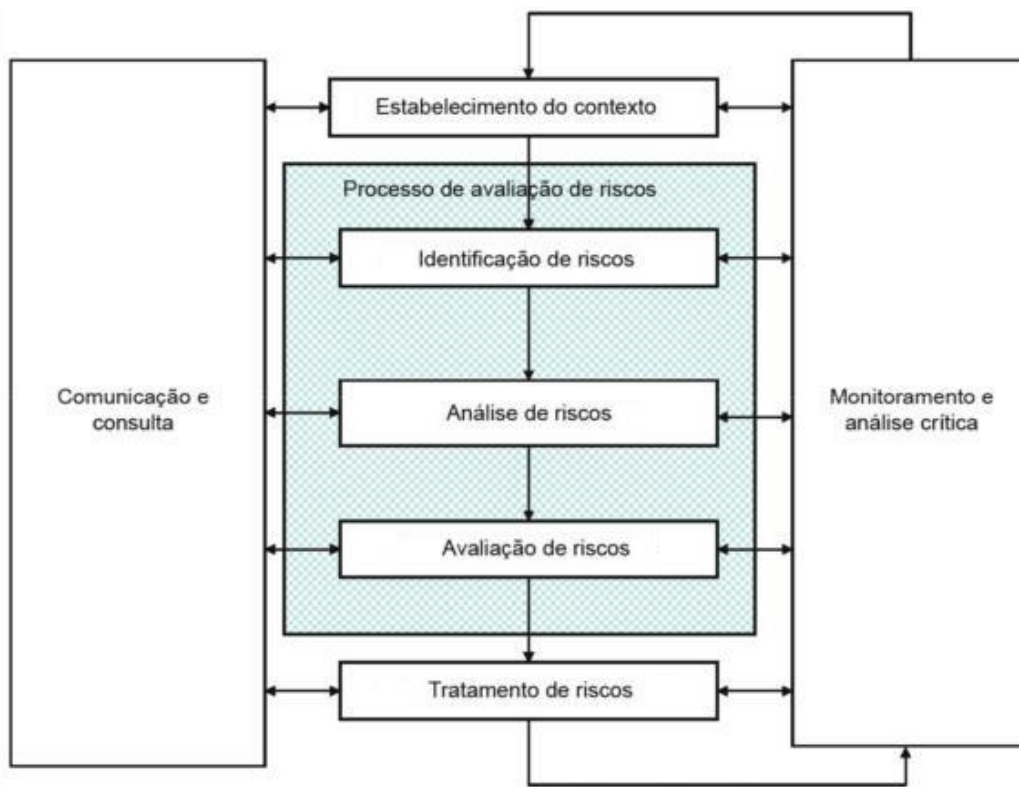 Estabelecimento do contexto
Processo de avaliação de riscos
Identificação de riscos
Comunicação e
consulta
Análise de riscos
Monitoramento e
análise crítica
Avaliação de riscos
Tratamento de riscos